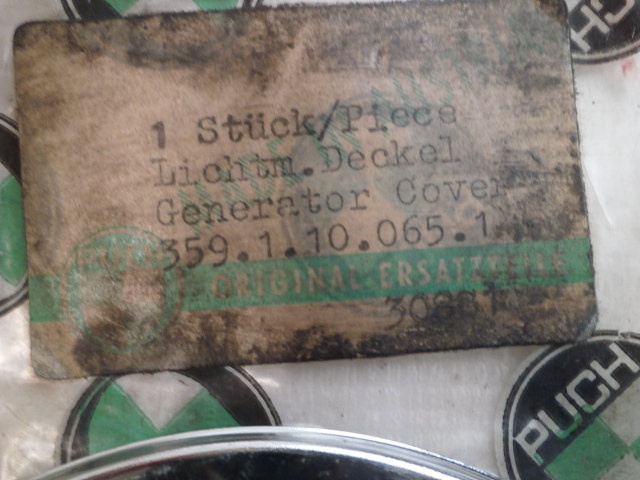 1 Stück/Piece
Lichtm.Deckel
Generator Cover
359.1.10.065.1
ORIGINAL-ERSATZTEILE
PUCH
PUCH